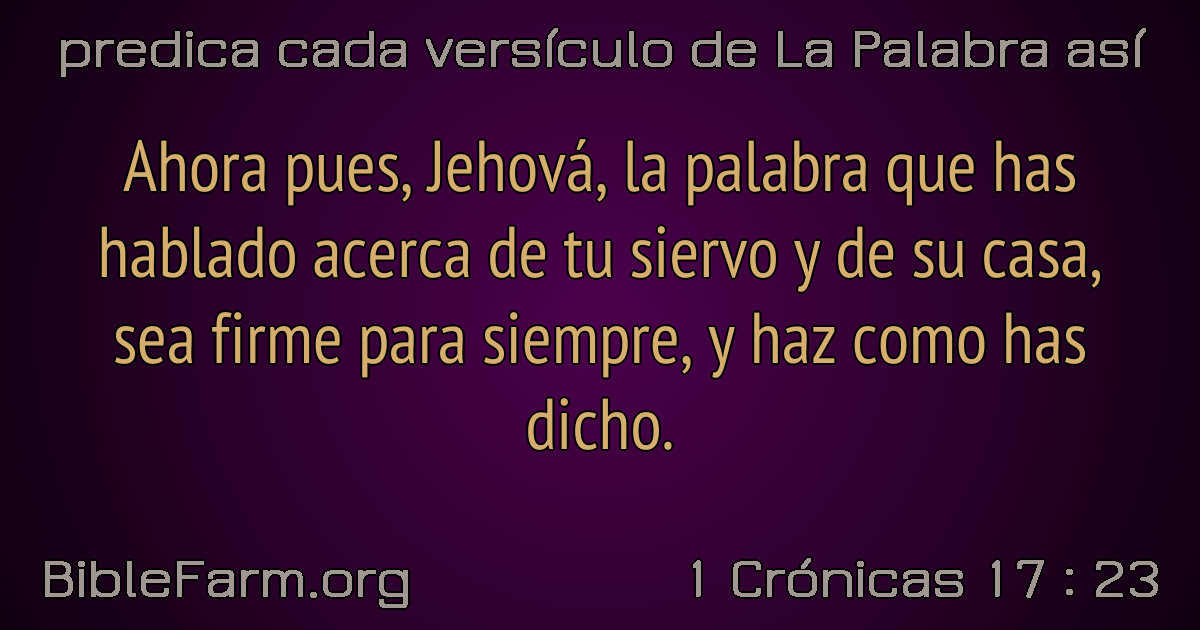 predica cada versículo de La Palabra así
Ahora pues, Jehová, la palabra que has
hablado acerca de tu siervo y de su casa,
sea firme para siempre, y haz como has
dicho.
BibleFarm.org
1 Crónicas 17 : 23